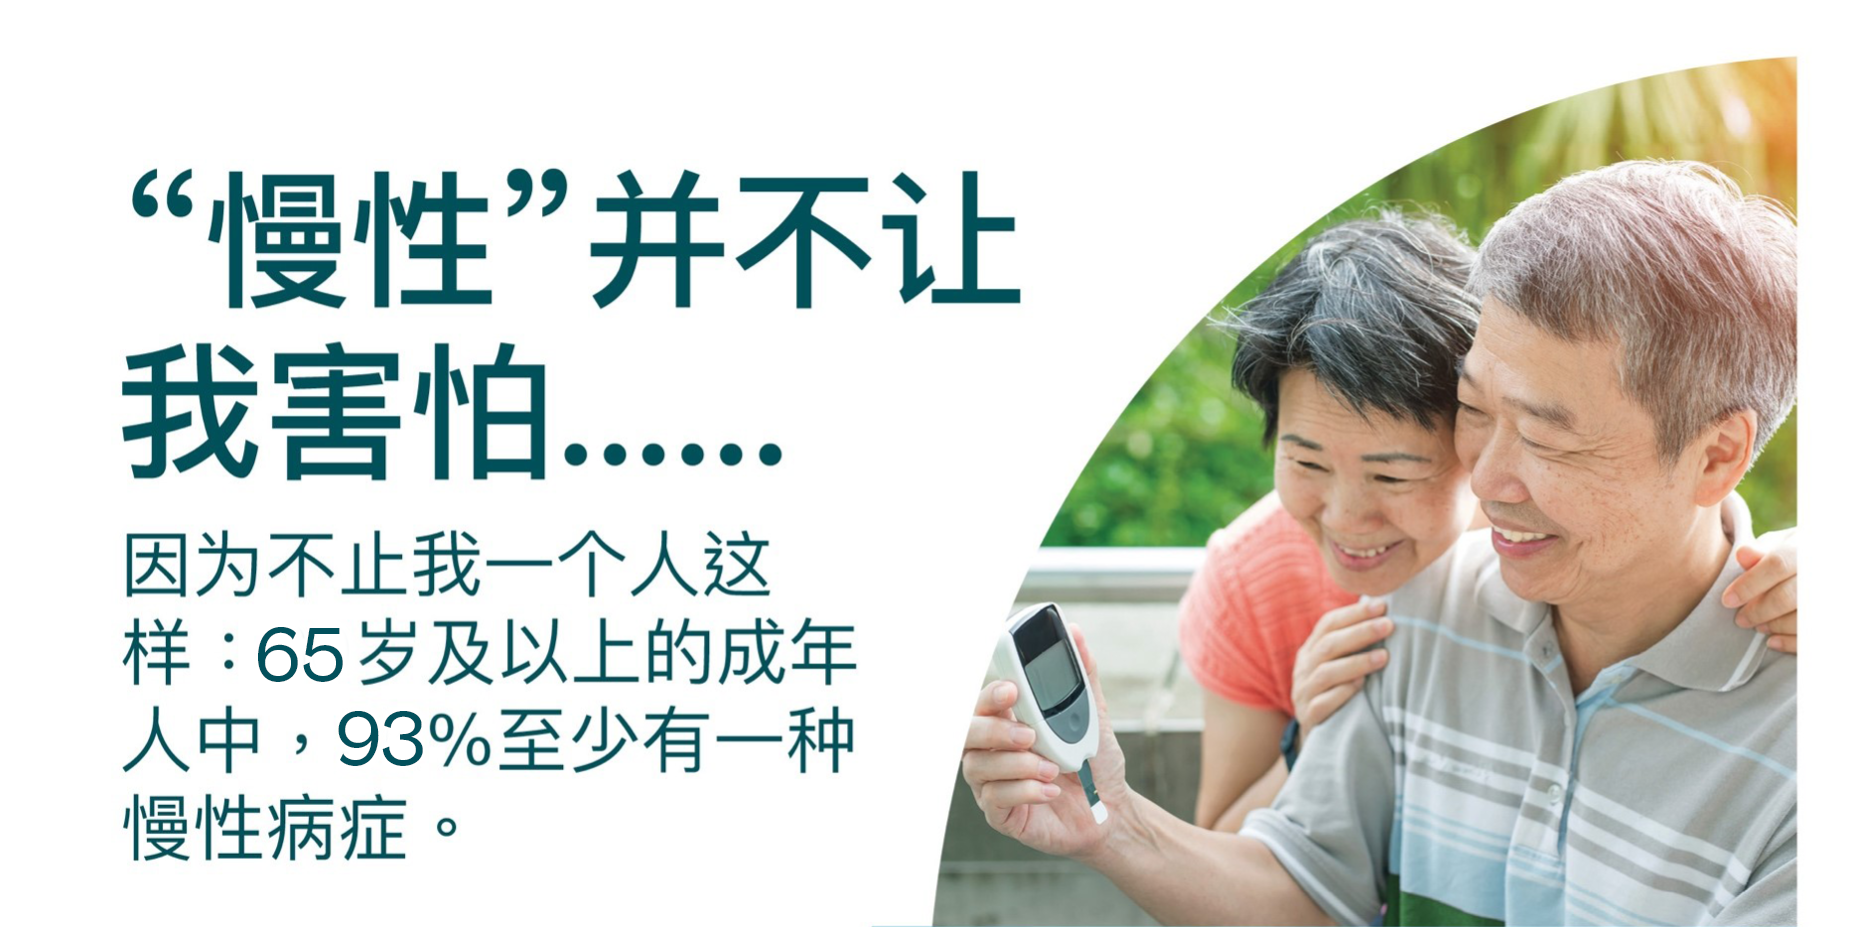 “慢性”并不让
我害怕......
因为不止我一个人这
样：65岁及以上的成年
人中，93%至少有一种
慢性病症。